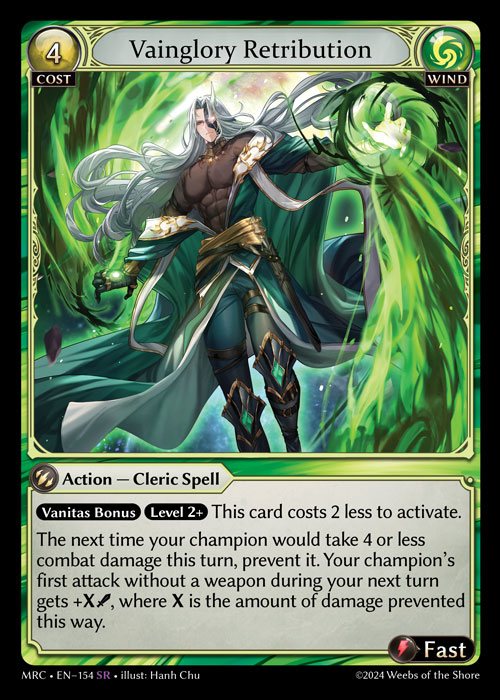 4
COST
Vainglory Retribution
WIND
Action — Cleric Spell
Vanitas Bonus Level 2+ This card costs 2 less to activate.
The next time your champion would take 4 or less
combat damage this turn, prevent it. Your champion's
first attack without a weapon during your next turn
gets +X, where X is the amount of damage prevented
this way.
Fast
MRC • EN–154 SR • illust: Hanh Chu
©2024 Weebs of the Shore